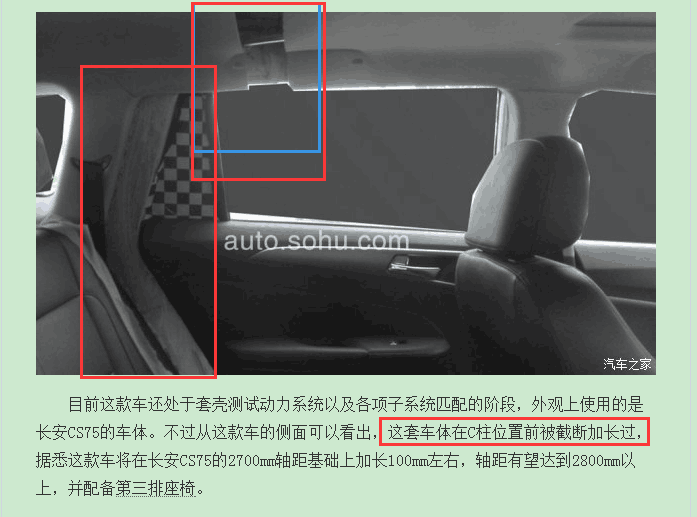 auto.sohu.com
汽车之家
目前这款车还处于套壳测试动力系统以及各项子系统匹配的阶段，外观上使用的是
长安CS75的车体。不过从这款车的侧面可以看出，这套车体在C柱位置前被截断加长过，
据悉这款车将在长安CS75的2700mm轴距基础上加长100mm左右，轴距有望达到2800mm以
上，并配备第三排座椅。